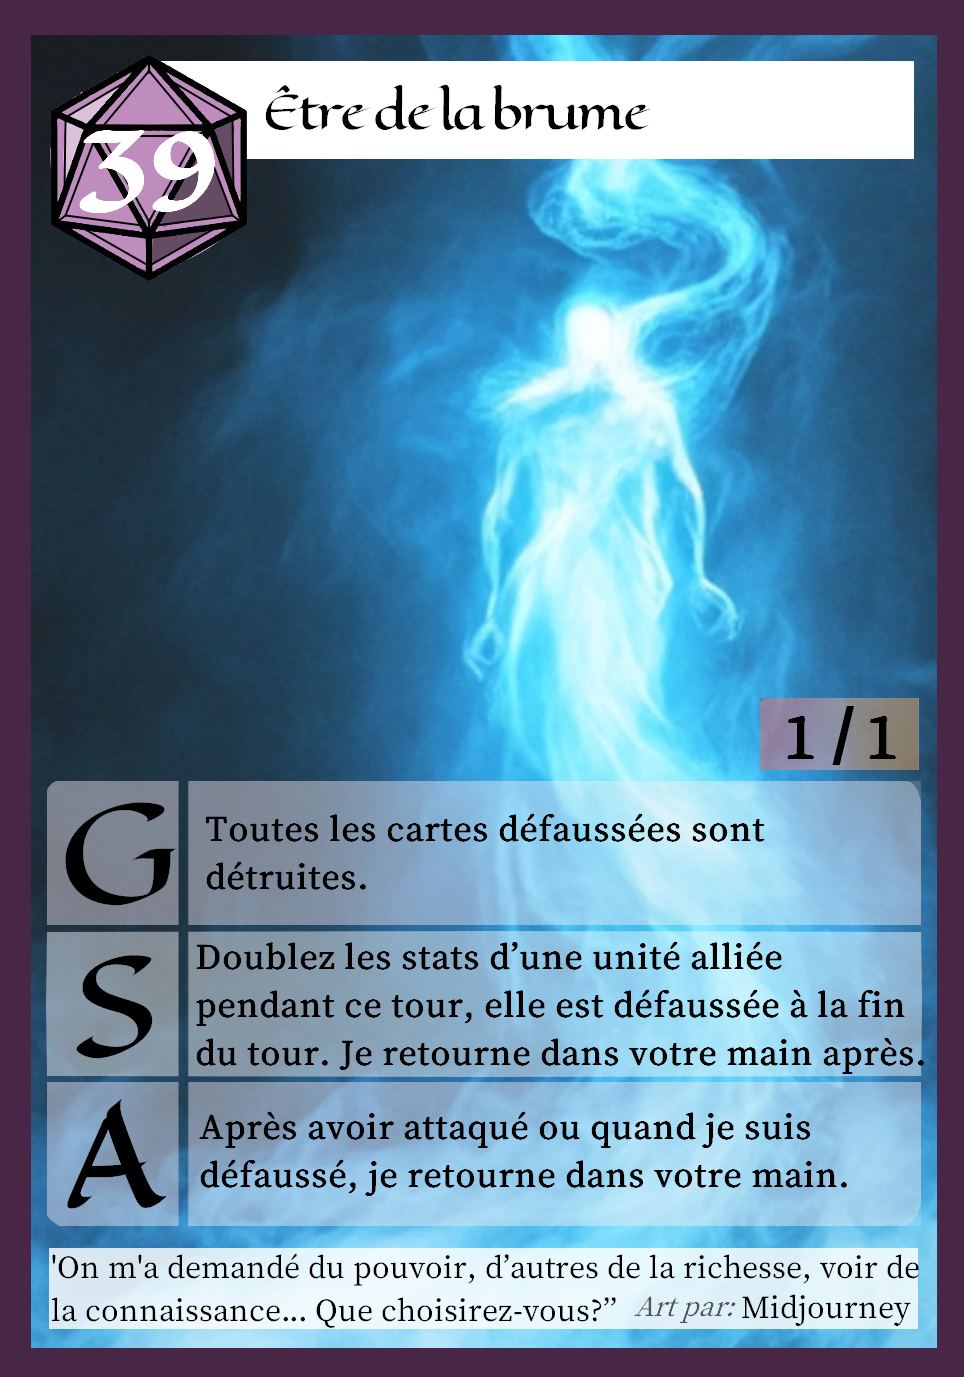 39
Être de la brume
1 / 1
G
Toutes les cartes défaussées sont
détruites.
S
Doublez les stats d’une unité alliée
pendant ce tour, elle est défaussée à la fin
du tour. Je retourne dans votre main après.
A
Après avoir attaqué ou quand je suis
défaussé, je retourne dans votre main.
'On m'a demandé du pouvoir, d’autres de la richesse, voir de
la connaissance... Que choisirez-vous?” Art par: Midjourney